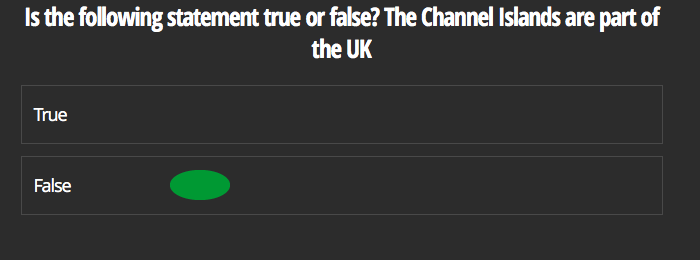 Is the following statement true or false? The Channel Islands are part of
the UK
True
False